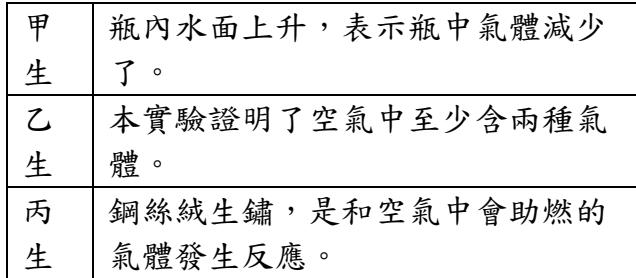 甲生 瓶內水面上升，表示瓶中氣體減少了。
乙生 本實驗證明了空氣中至少含兩種氣體。
丙生 鋼絲絨生鏽，是和空氣中會助燃的氣體發生反應。